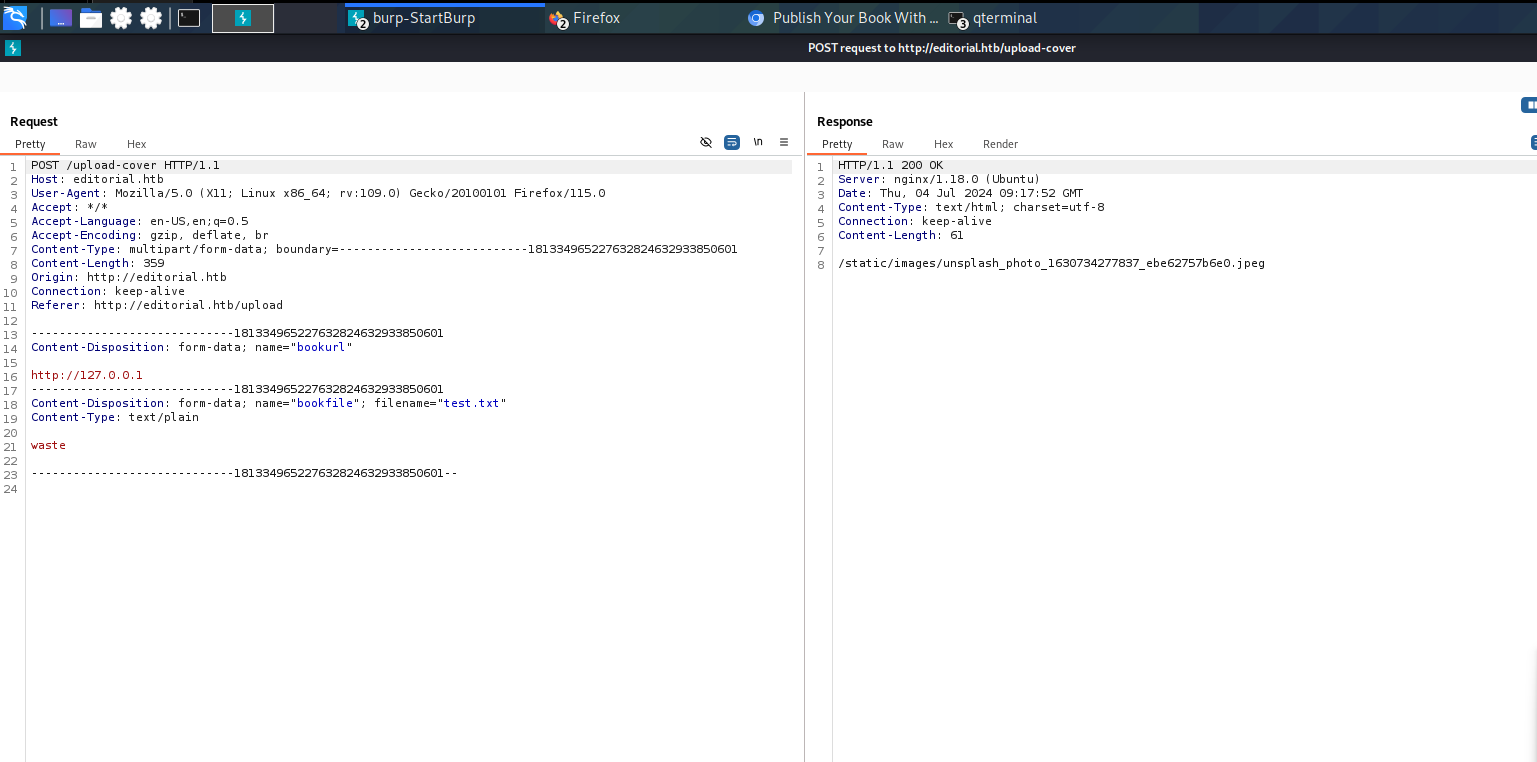 burp-StartBurp
2
Firefox
2
Publish Your Book With ...
qterminal
3
POST request to http://editorial.htb/upload-cover
Request
Pretty Raw Hex
\n
1 POST /upload-cover HTTP/1.1
2 Host: editorial.htb
3 User-Agent: Mozilla/5.0 (X11; Linux x86_64; rv:109.0) Gecko/20100101 Firefox/115.0
4 Accept: */*
5 Accept-Language: en-US,en;q=0.5
6 Accept-Encoding: gzip, deflate, br
7 Content-Type: multipart/form-data; boundary=---------------------------181334965227632824632933850601
8 Content-Length: 359
9 Origin: http://editorial.htb
10 Connection: keep-alive
11 Referer: http://editorial.htb/upload
12
13 -----------------------------181334965227632824632933850601
14 Content-Disposition: form-data; name="bookurl"
15
16 http://127.0.0.1
17 -----------------------------181334965227632824632933850601
18 Content-Disposition: form-data; name="bookfile"; filename="test.txt"
19 Content-Type: text/plain
20
21 waste
22
23 -----------------------------181334965227632824632933850601--
24
Response
Pretty Raw Hex Render
1 HTTP/1.1 200 OK
2 Server: nginx/1.18.0 (Ubuntu)
3 Date: Thu, 04 Jul 2024 09:17:52 GMT
4 Content-Type: text/html; charset=utf-8
5 Connection: keep-alive
6 Content-Length: 61
7
8 /static/images/unsplash_photo_1630734277837_ebe62757b6e0.jpeg